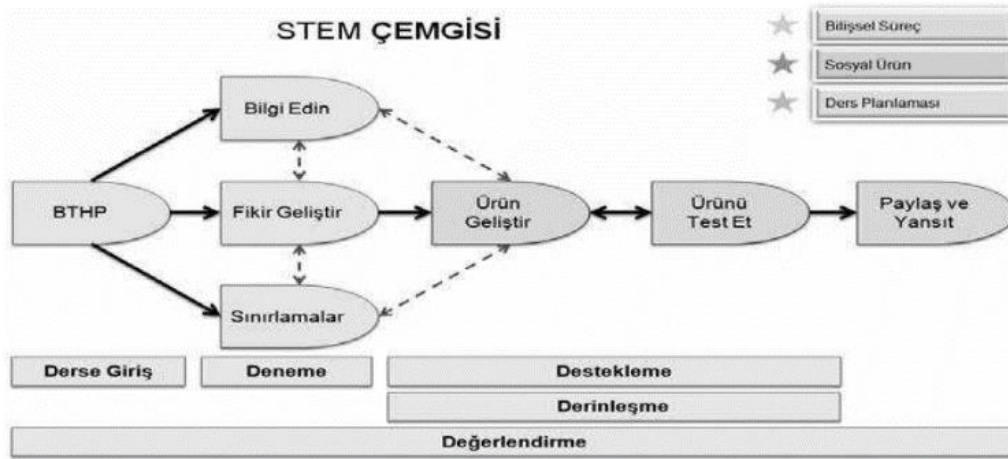 STEM ÇEMGİSİ
Bilişsel Süreç
Sosyal Ürün
Ders Planlaması
Bilgi Edin
BTHP
Fikir Geliştir
Ürün
Geliştir
Ürünü
Test Et
Paylaş ve
Yansıt
Sınırlamalar
Derse Giriş
Deneme
Destekleme
Derinleşme
Değerlendirme